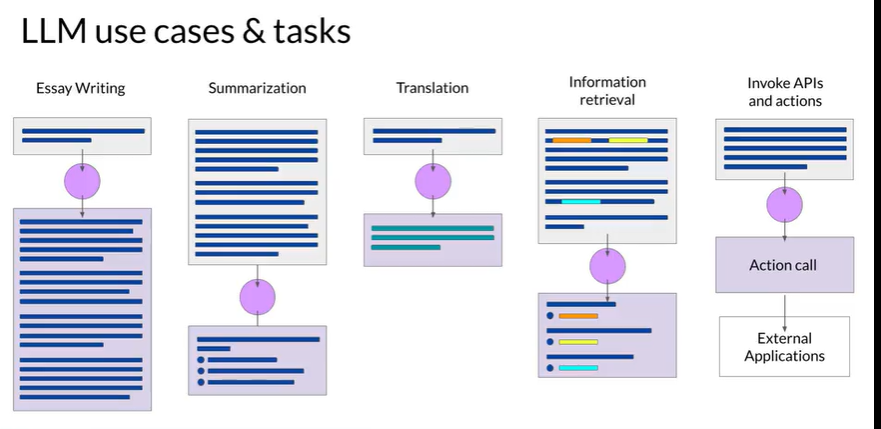 LLM use cases & tasks
Essay Writing
Summarization
Translation
Information
retrieval
Invoke APIs
and actions
Action call
External
Applications